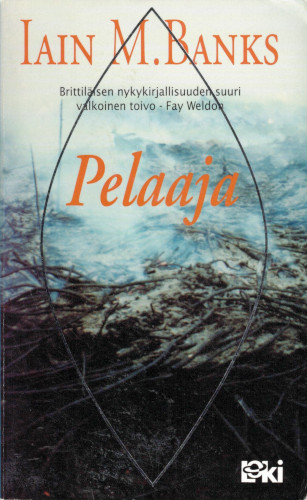 IAIN M. BANKS
Brittiläisen nykykirjallisuuden suuri
valkoinen toivo - Fay Weldon
Pelaaja
Loki